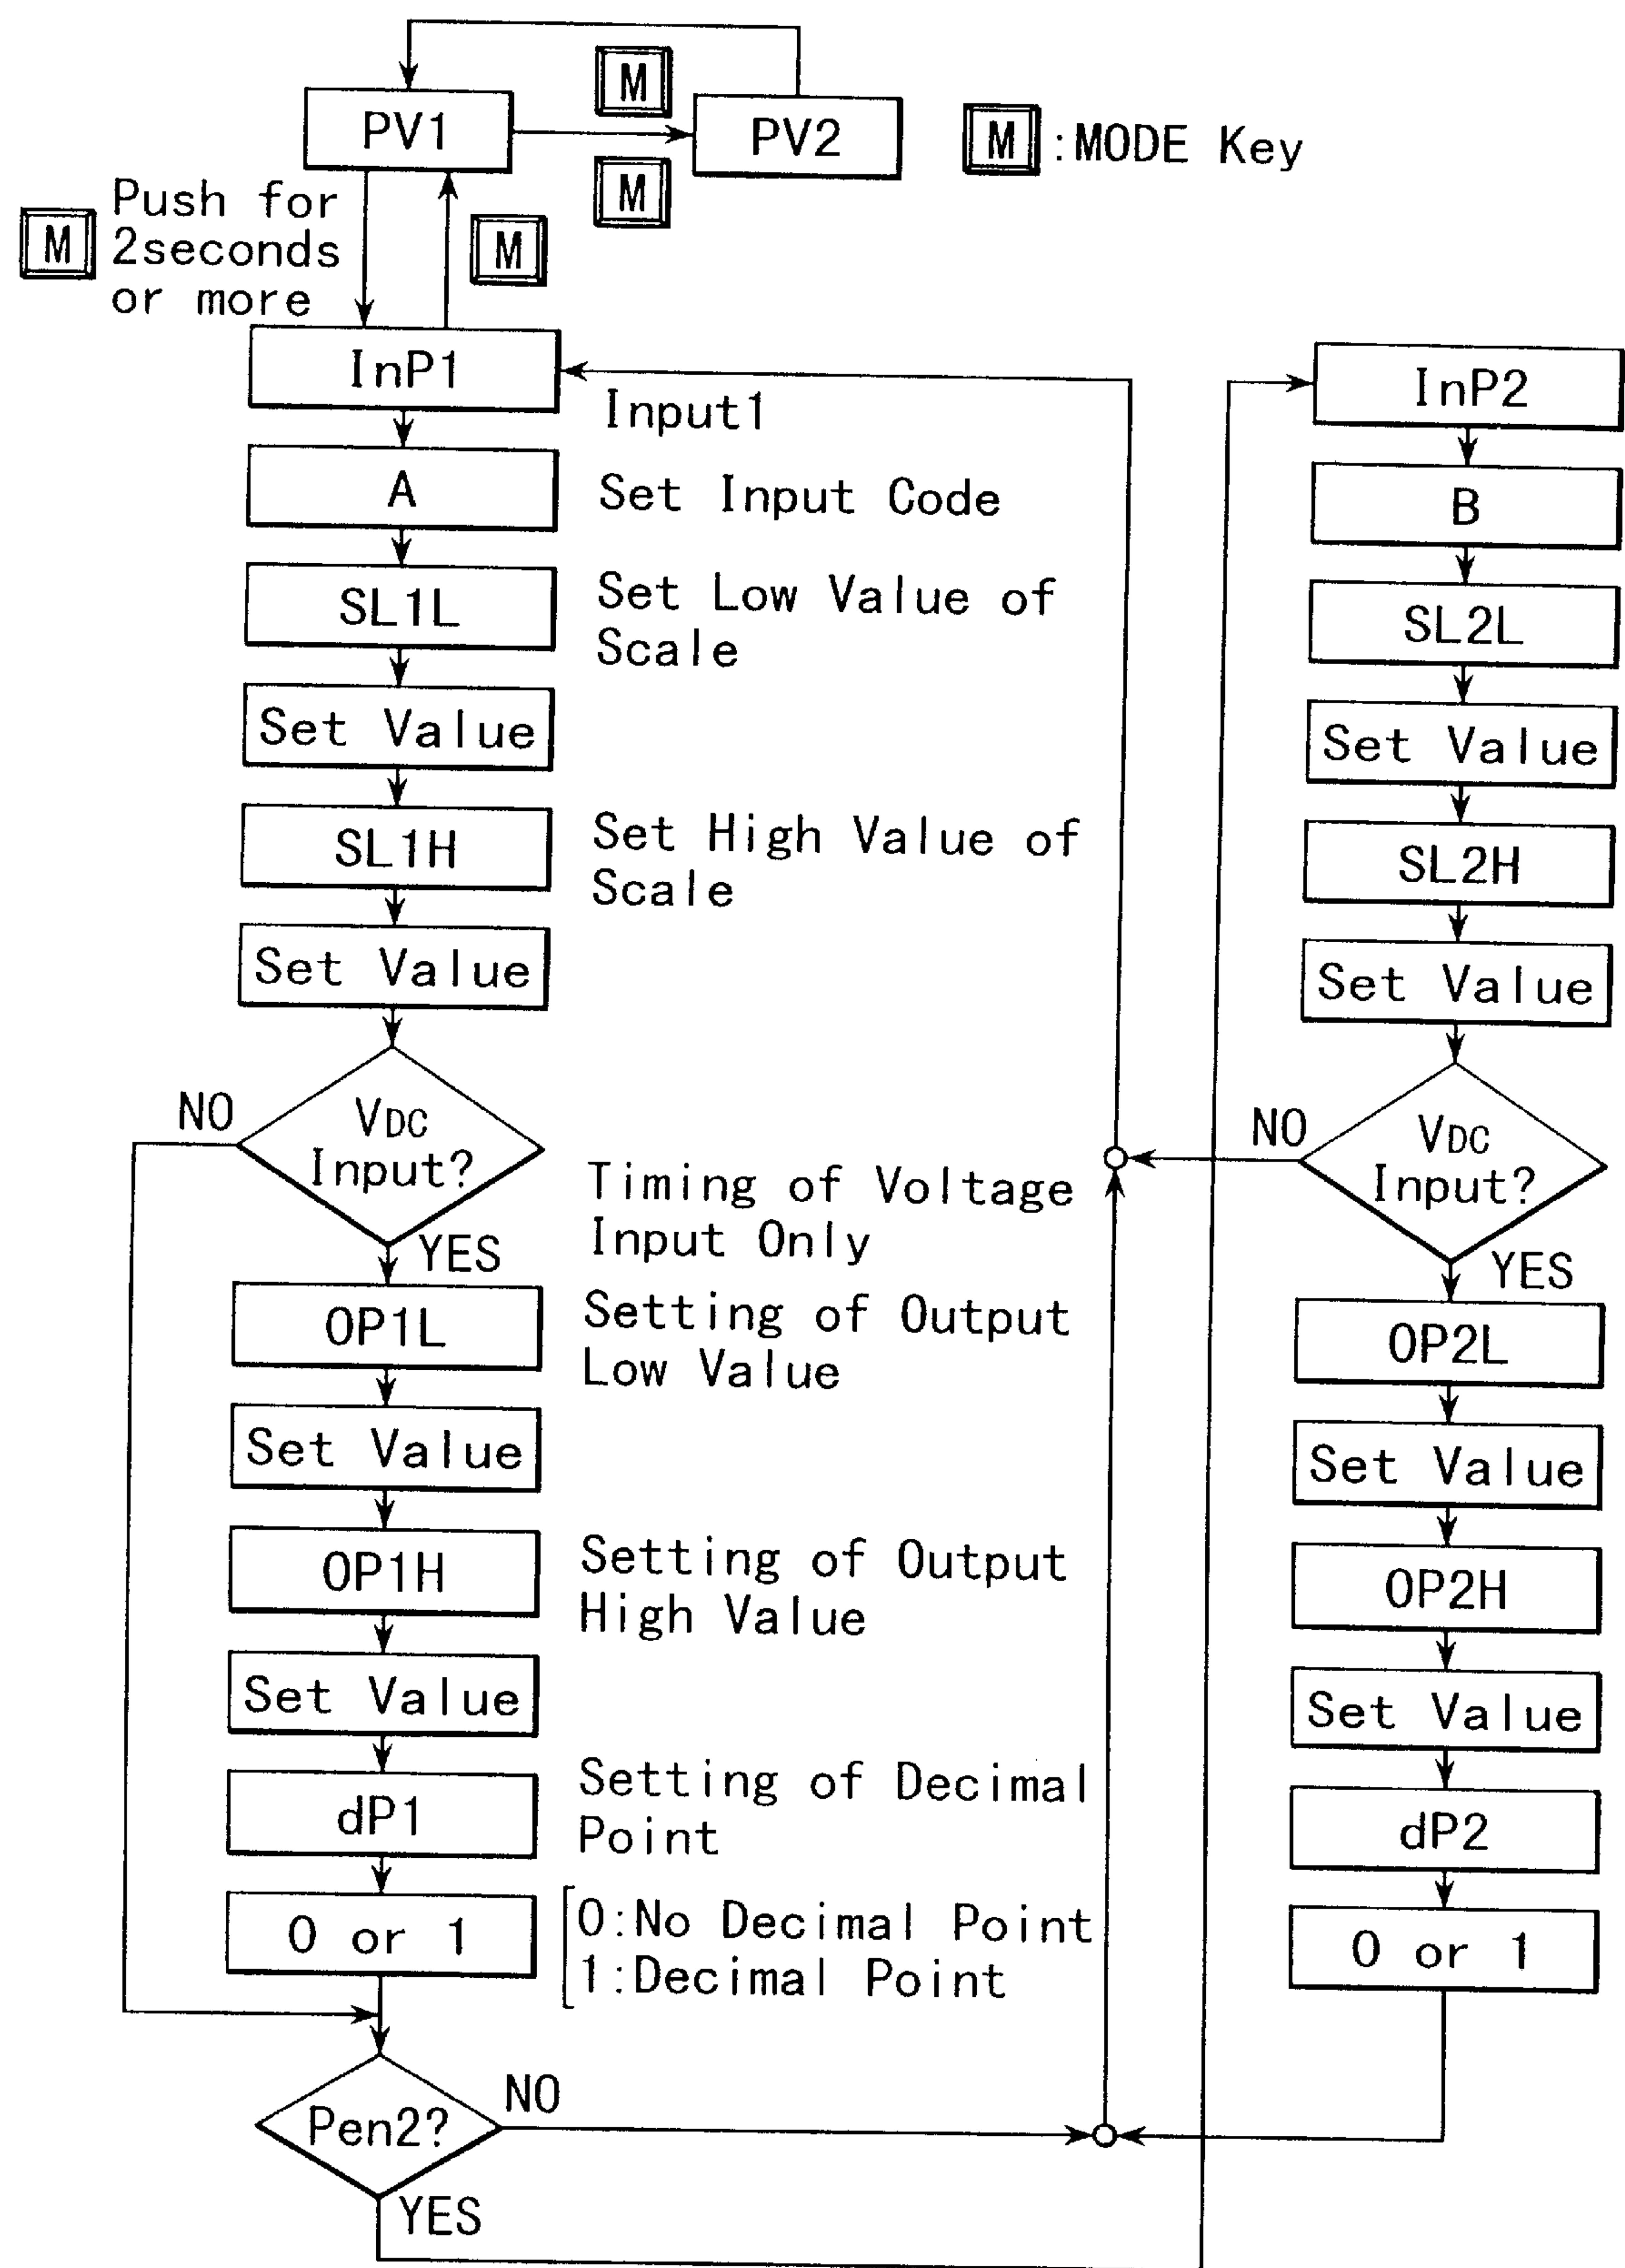 M
PV1
PV2
M :MODE Key
M
M Push for
2seconds
or more
M
InP1
Input1
A
Set Input Code
SL1L
Set Low Value of
Scale
Set Value
SL1H
Set High Value of
Scale
Set Value
NO
VDC
Input?
YES
Timing of Voltage
Input Only
OP1L
Setting of Output
Low Value
Set Value
OP1H
Setting of Output
High Value
Set Value
dP1
Setting of Decimal
Point
0 or 1
0:No Decimal Point
1:Decimal Point
Pen2?
NO
YES
InP2
B
SL2L
Set Value
SL2H
Set Value
NO
VDC
Input?
YES
OP2L
Set Value
OP2H
Set Value
dP2
0 or 1